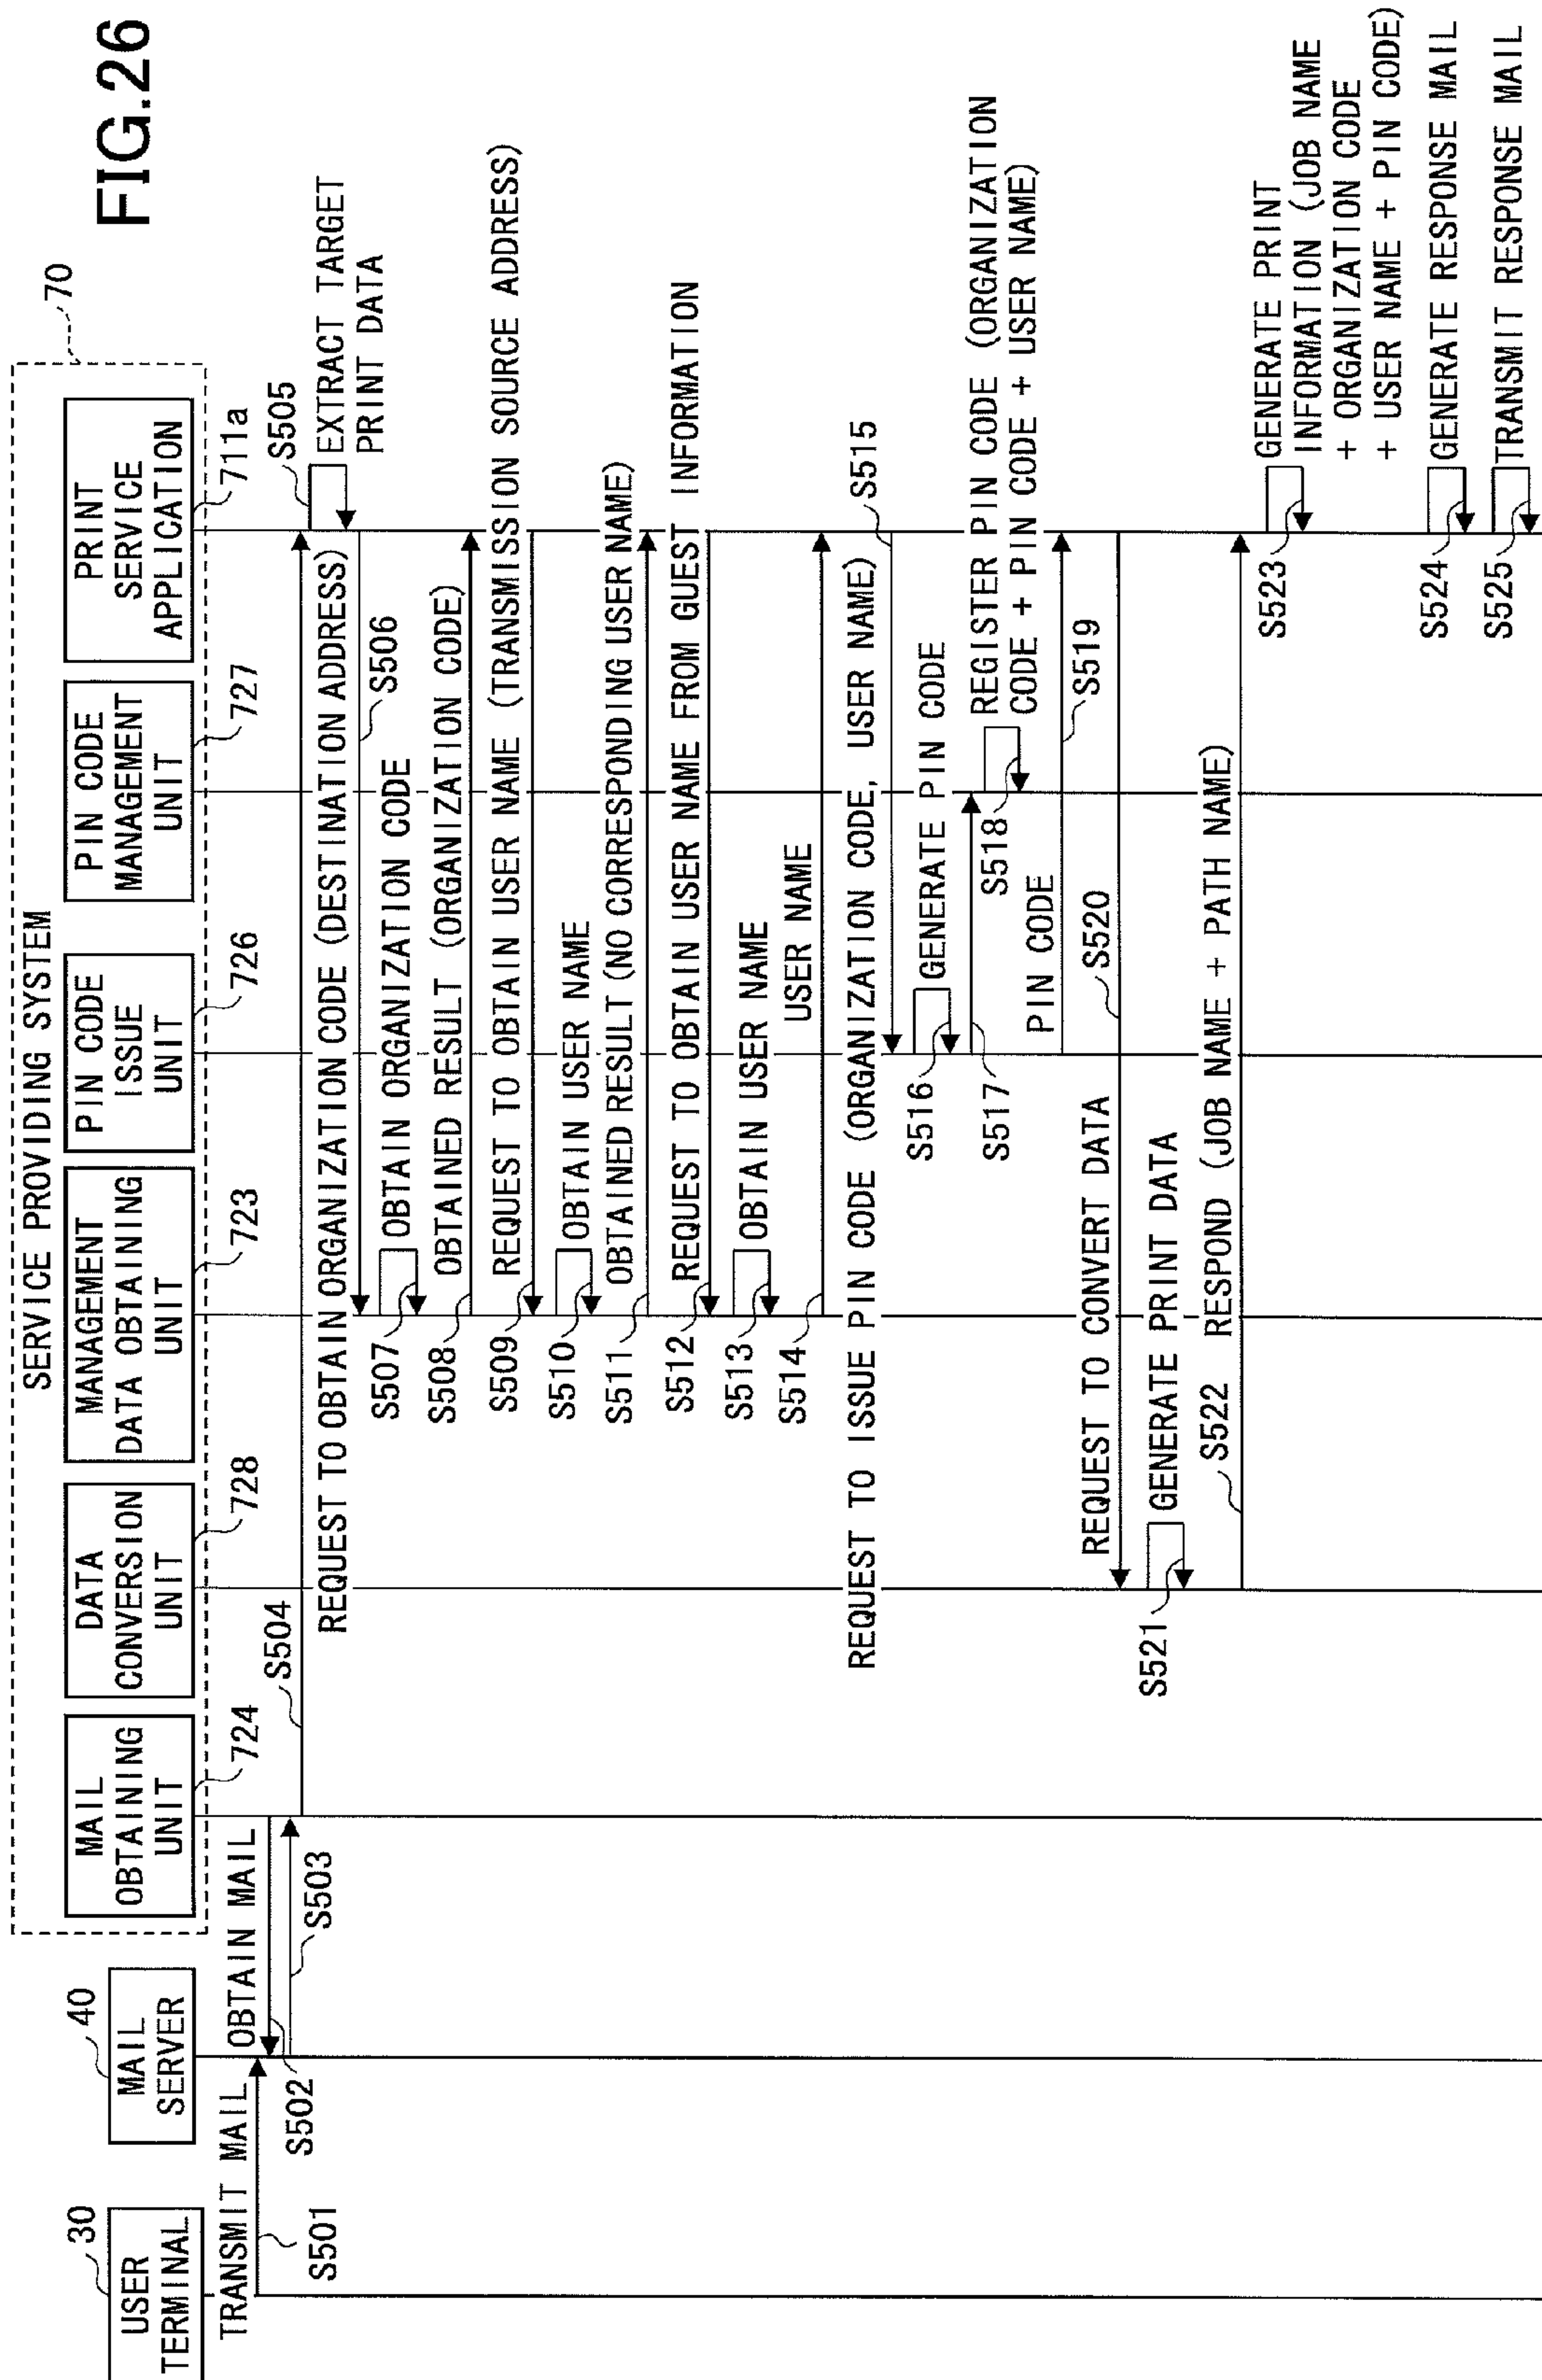 FIG.26
SERVICE PROVIDING SYSTEM
70
30
USER
TERMINAL
40
MAIL
SERVER
MAIL
OBTAINING
UNIT
724
DATA
CONVERSION
UNIT
728
MANAGEMENT
DATA OBTAINING
UNIT
723
PIN CODE
ISSUE
UNIT
726
PIN CODE
MANAGEMENT
UNIT
727
PRINT
SERVICE
APPLICATION
711a
TRANSMIT MAIL
S501
OBTAIN MAIL
S502
S503
S504
S505
EXTRACT TARGET
PRINT DATA
REQUEST TO OBTAIN ORGANIZATION CODE (DESTINATION ADDRESS)
S506
S507
OBTAIN ORGANIZATION CODE
S508
OBTAINED RESULT (ORGANIZATION CODE)
S509
REQUEST TO OBTAIN USER NAME (TRANSMISSION SOURCE ADDRESS)
S510
OBTAIN USER NAME
S511
OBTAINED RESULT (NO CORRESPONDING USER NAME)
S512
REQUEST TO OBTAIN USER NAME FROM GUEST INFORMATION
S513
OBTAIN USER NAME
S514
USER NAME
REQUEST TO ISSUE PIN CODE (ORGANIZATION CODE, USER NAME)
S515
S516
GENERATE PIN CODE
S517
S518
REGISTER PIN CODE (ORGANIZATION
CODE + PIN CODE + USER NAME)
PIN CODE
S519
REQUEST TO CONVERT DATA
S520
S521
GENERATE PRINT DATA
S522
RESPOND (JOB NAME + PATH NAME)
S523
GENERATE PRINT
INFORMATION (JOB NAME
+ ORGANIZATION CODE
+ USER NAME + PIN CODE)
S524
GENERATE RESPONSE MAIL
S525
TRANSMIT RESPONSE MAIL